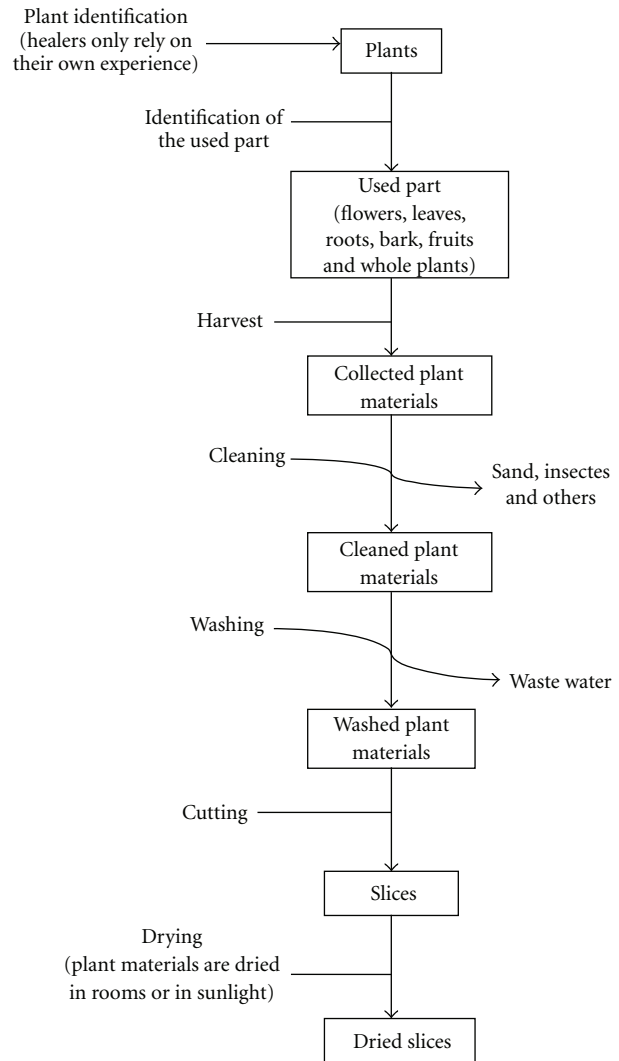 Plant identification
(healers only rely on
their own experience)
Plants
Identification of
the used part
Used part
(flowers, leaves,
roots, bark, fruits
and whole plants)
Harvest
Collected plant
materials
Cleaning
Sand, insectes
and others
Cleaned plant
materials
Washing
Waste water
Washed plant
materials
Cutting
Slices
Drying
(plant materials are dried
in rooms or in sunlight)
Dried slices